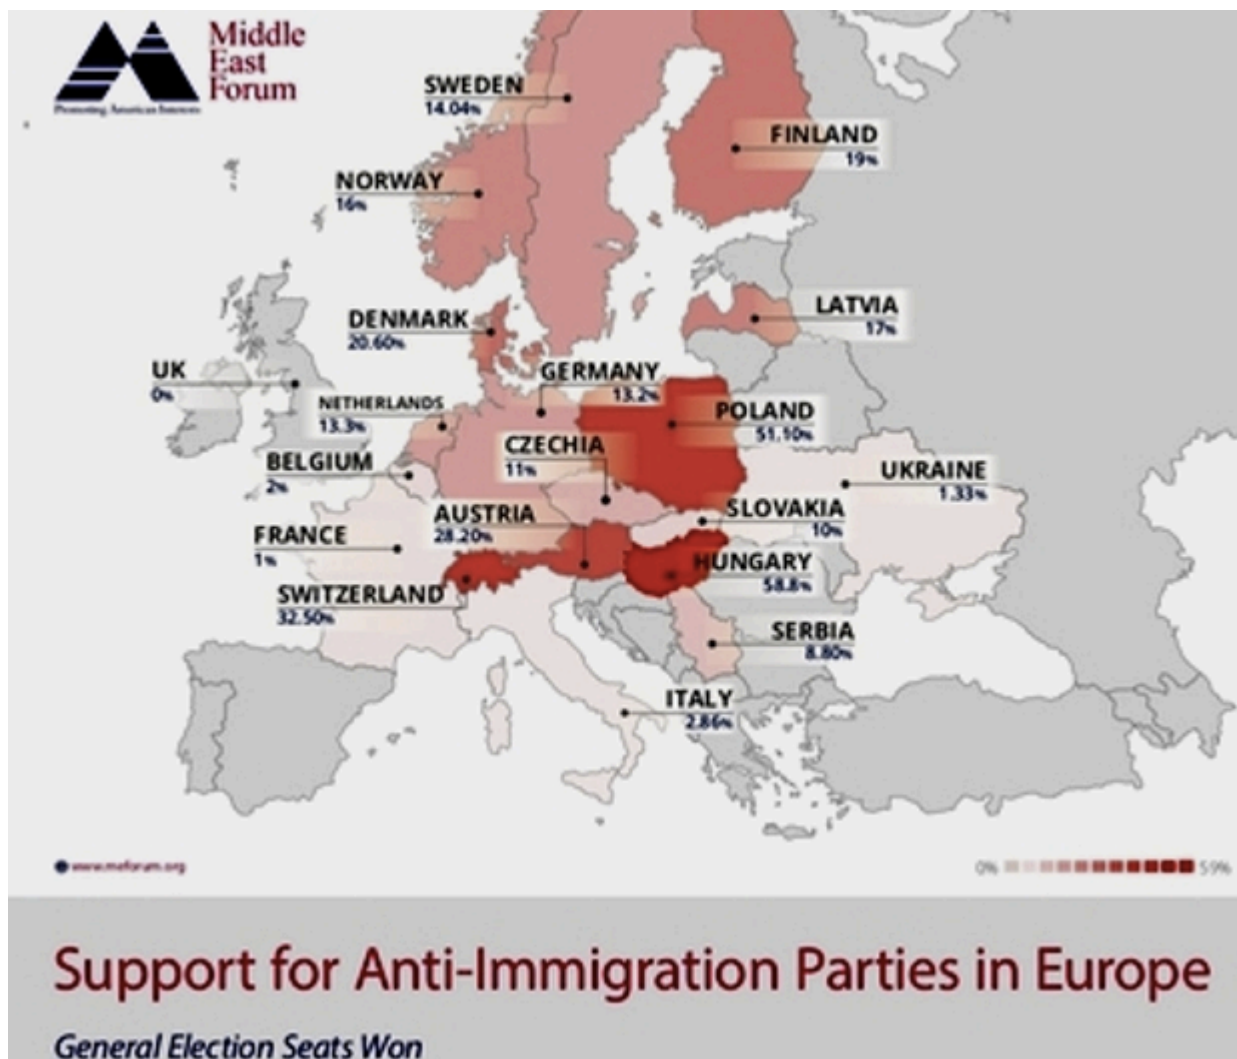 Middle
East
Forum
Promoting American Interests
SWEDEN
14.04%
FINLAND
19%
NORWAY
16%
LATVIA
17%
DENMARK
20.60%
UK
0%
GERMANY
13.2%
NETHERLANDS
13.3%
POLAND
51.10%
CZECHIA
11%
BELGIUM
2%
UKRAINE
1.33%
AUSTRIA
28.20%
SLOVAKIA
10%
FRANCE
1%
HUNGARY
58.8%
SWITZERLAND
32.50%
SERBIA
8.80%
ITALY
2.86%
www.meforum.org
0% 59%
Support for Anti-Immigration Parties in Europe
General Election Seats Won